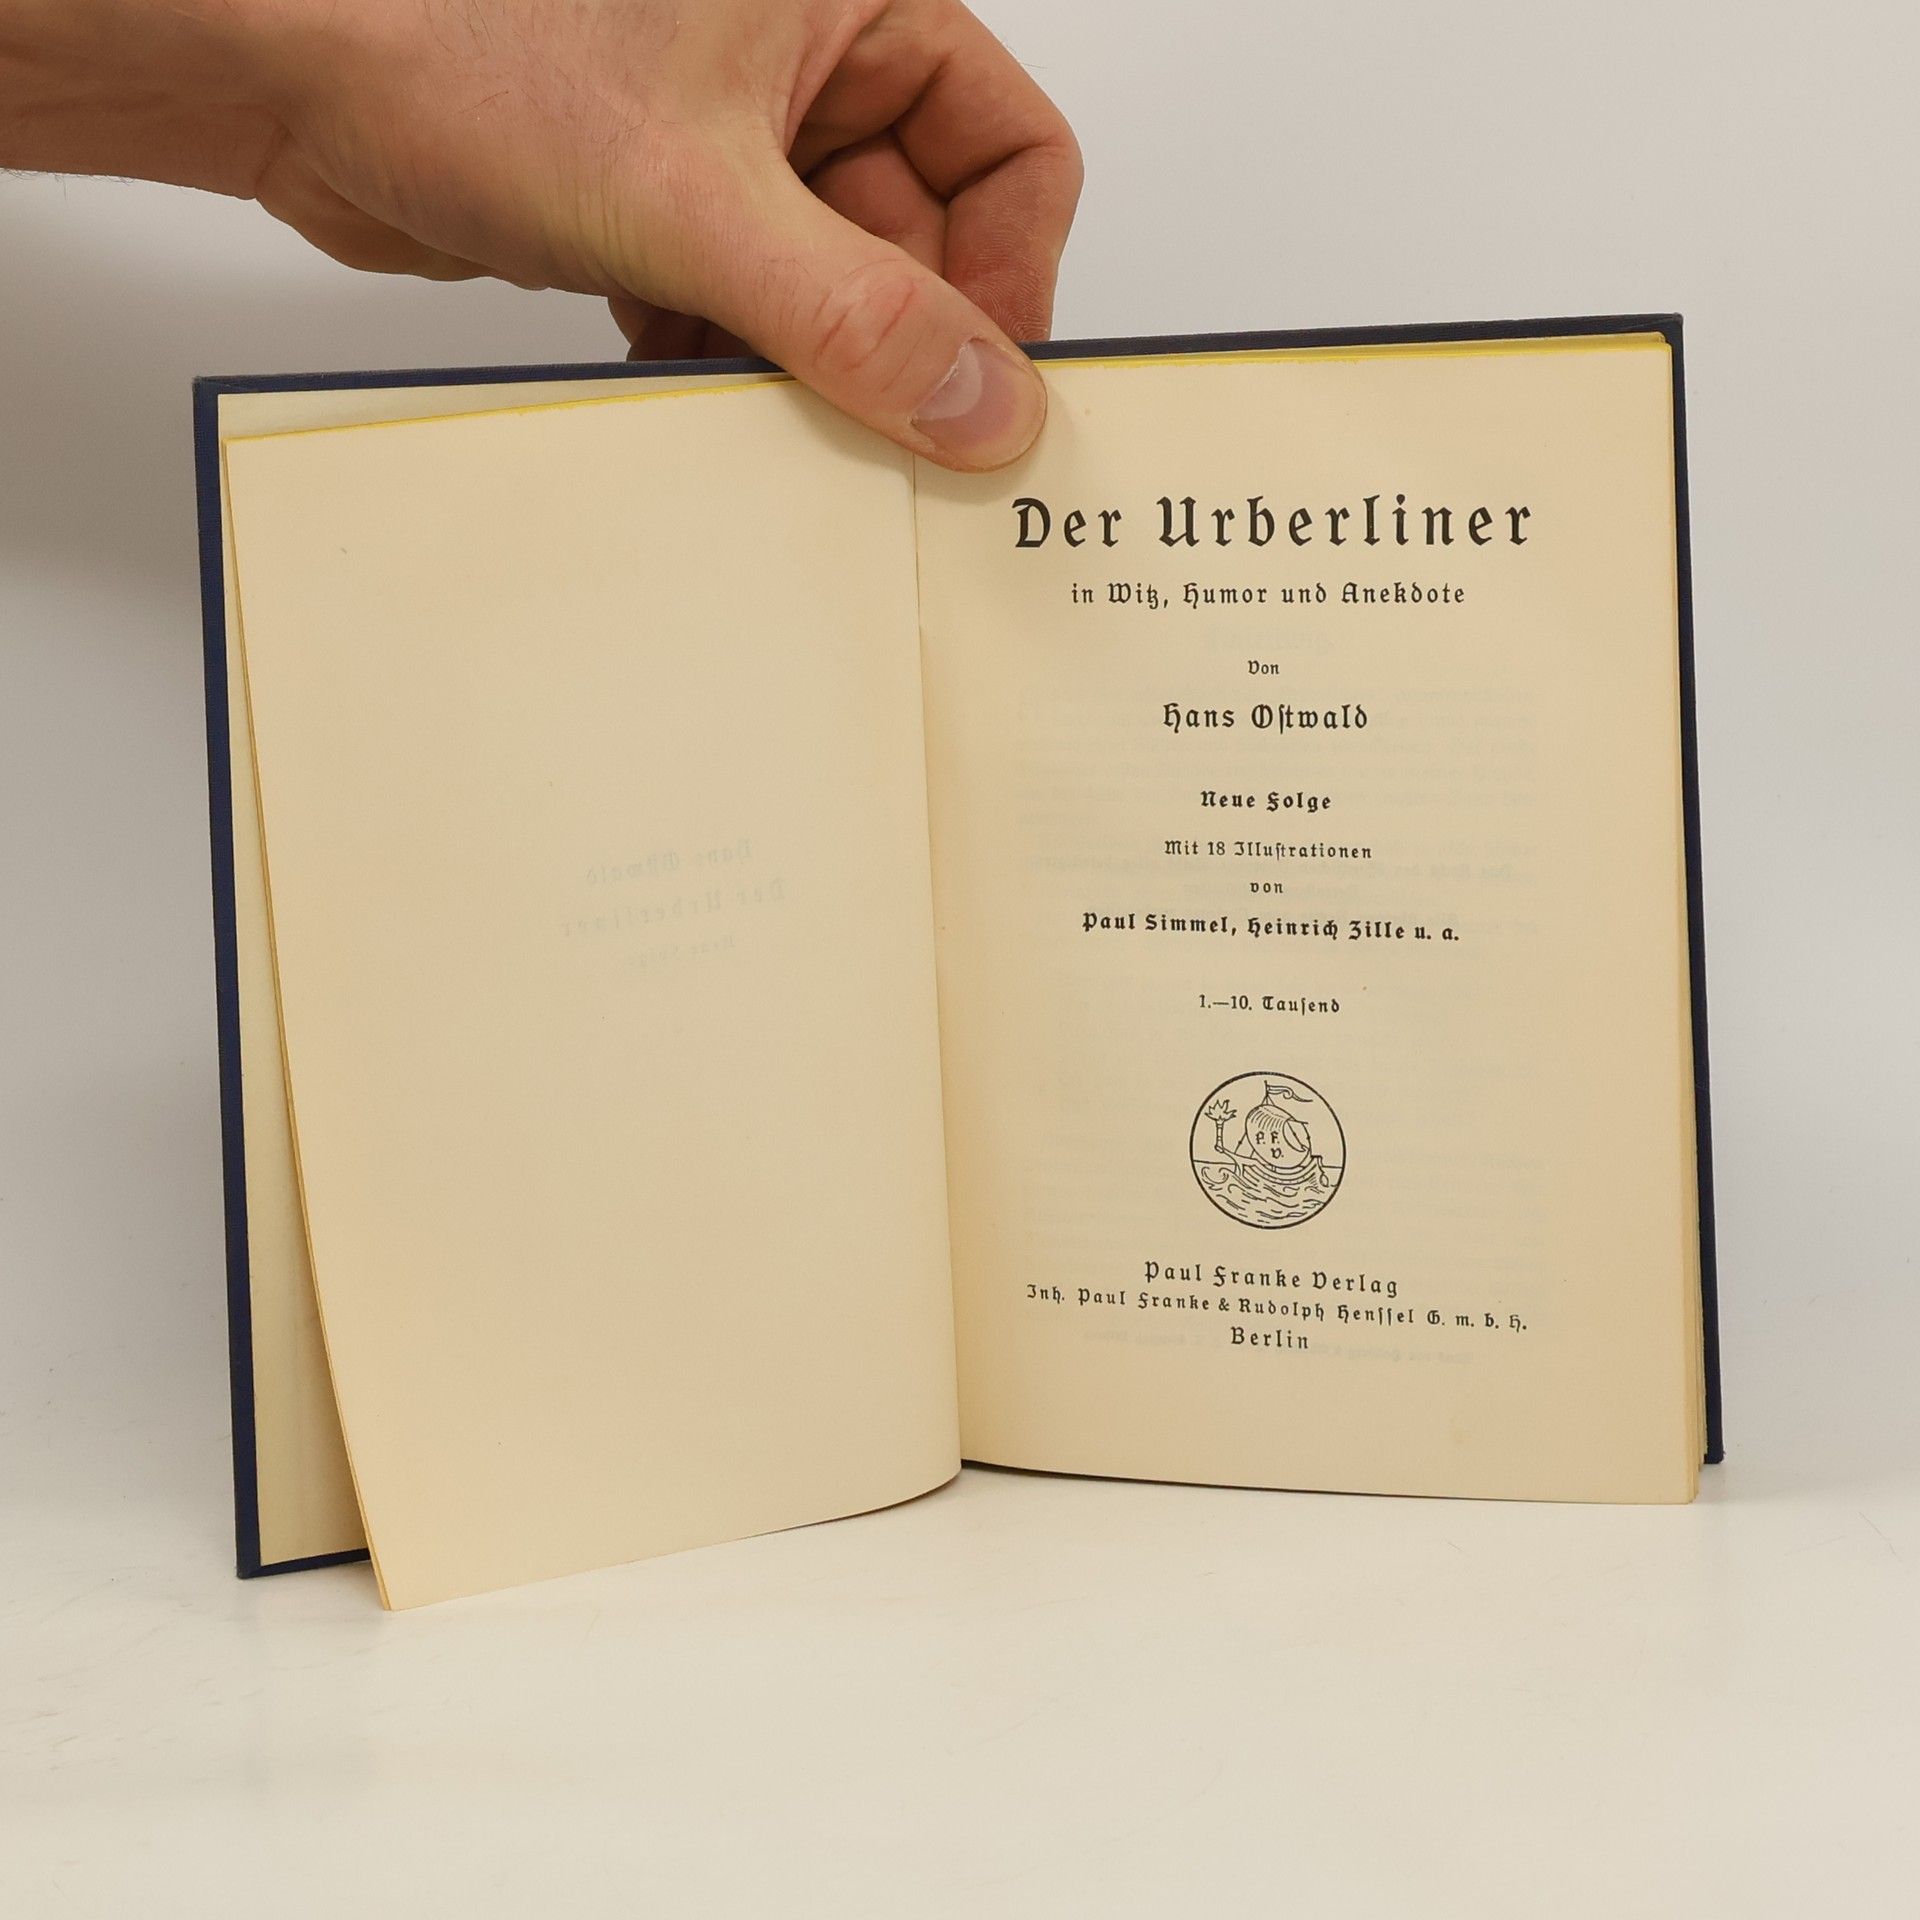 Der Urberliner
in Witz, Humor und Anekdote
Von
Hans Oſtwald
Neue Folge
Mit 18 Illuſtrationen
von
Paul Simmel, Heinrich Zille u. a.
1.—10. Tauſend
P. F.
V.
Paul Franke Verlag
Inh. Paul Franke & Rudolph Henſſel G. m. b. H.
Berlin